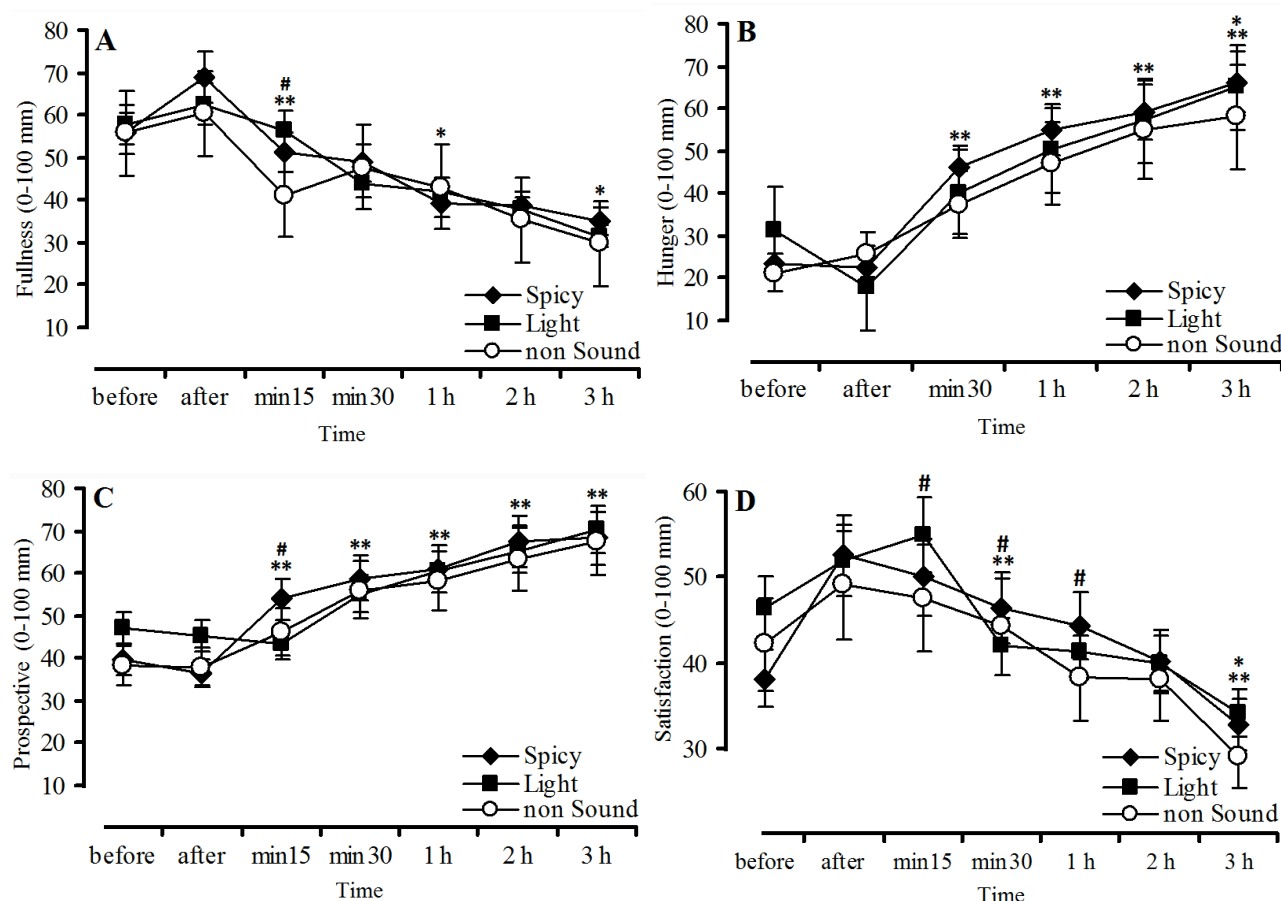 A
80
70
60
50
40
30
20
10
Fullness (0-100 mm)
#
**
*
*
Spicy
Light
non Sound
before after min15 min30 1 h 2 h 3 h
Time
B
80
70
60
50
40
30
20
10
Hunger (0-100 mm)
**
**
**
*
**
Spicy
Light
non Sound
before after min30 1 h 2 h 3 h
Time
C
80
70
60
50
40
30
20
10
Prospective (0-100 mm)
#
**
**
**
**
**
Spicy
Light
non Sound
before after min15 min30 1 h 2 h 3 h
Time
D
60
50
40
30
Satisfaction (0-100 mm)
#
#
**
#
*
**
Spicy
Light
non Sound
before after min15 min30 1 h 2 h 3 h
Time